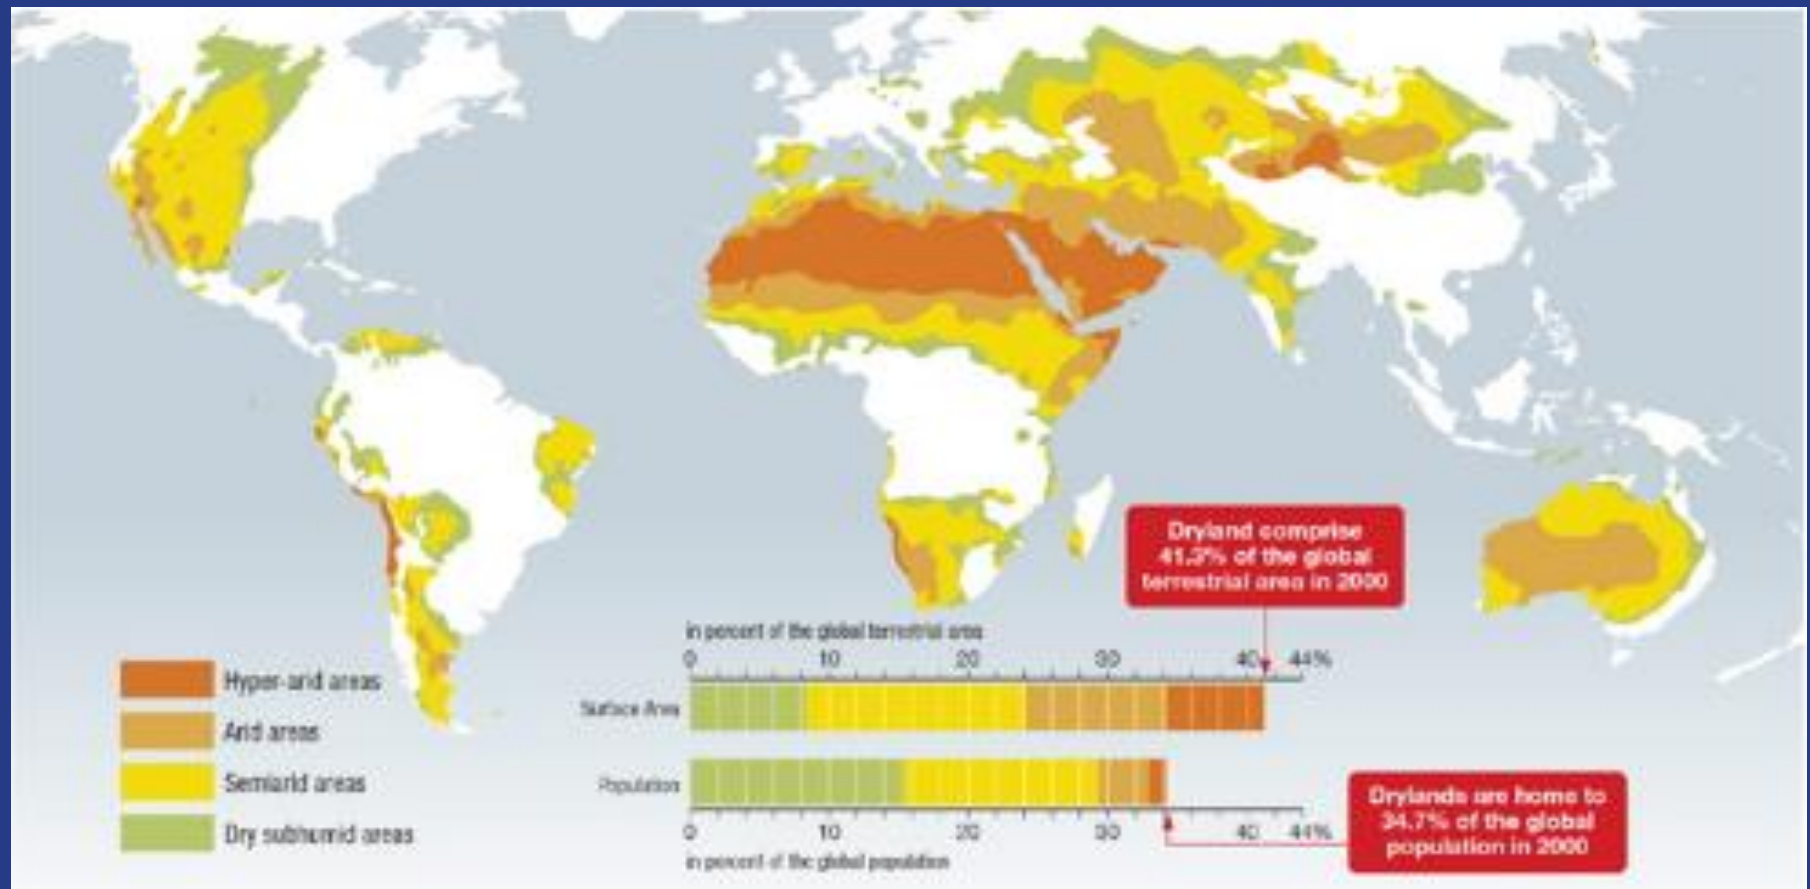 Dryland comprise
41.3% of the global
terrestrial area in 2000
in percent of the global terrestrial area
0 10 20 30 40 44%
Surface Area
Population
0 10 20 30 40 44%
in percent of the global population
Hyper-arid areas
Arid areas
Semiarid areas
Dry subhumid areas
Drylands are home to
34.7% of the global
population in 2000